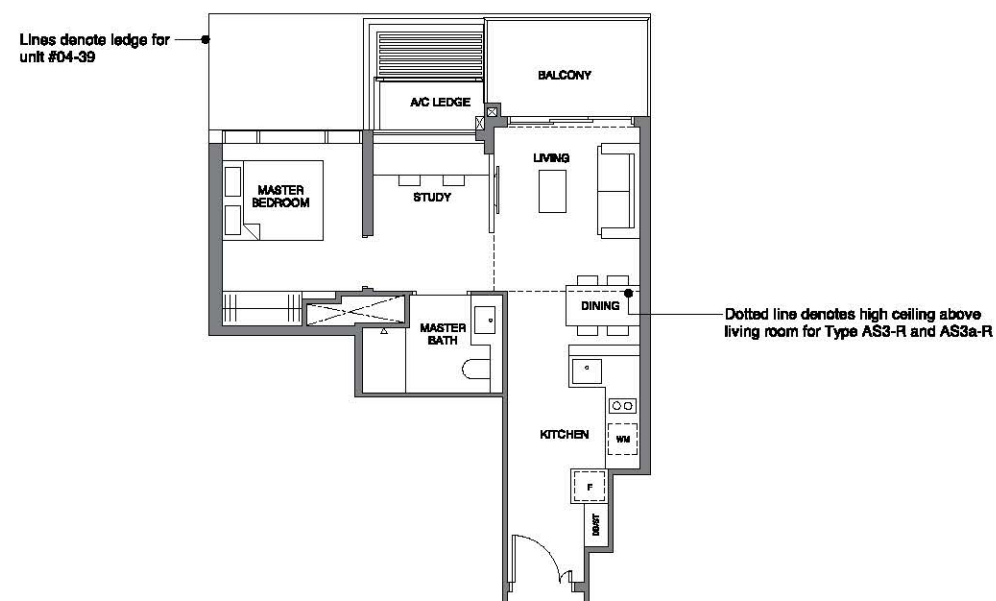 Lines denote ledge for
unit #04-39
BALCONY
A/C LEDGE
LIVING
MASTER
BEDROOM
STUDY
DINING
Dotted line denotes high ceiling above
living room for Type AS3-R and AS3a-R
MASTER
BATH
KITCHEN
WM
F
DB/ST